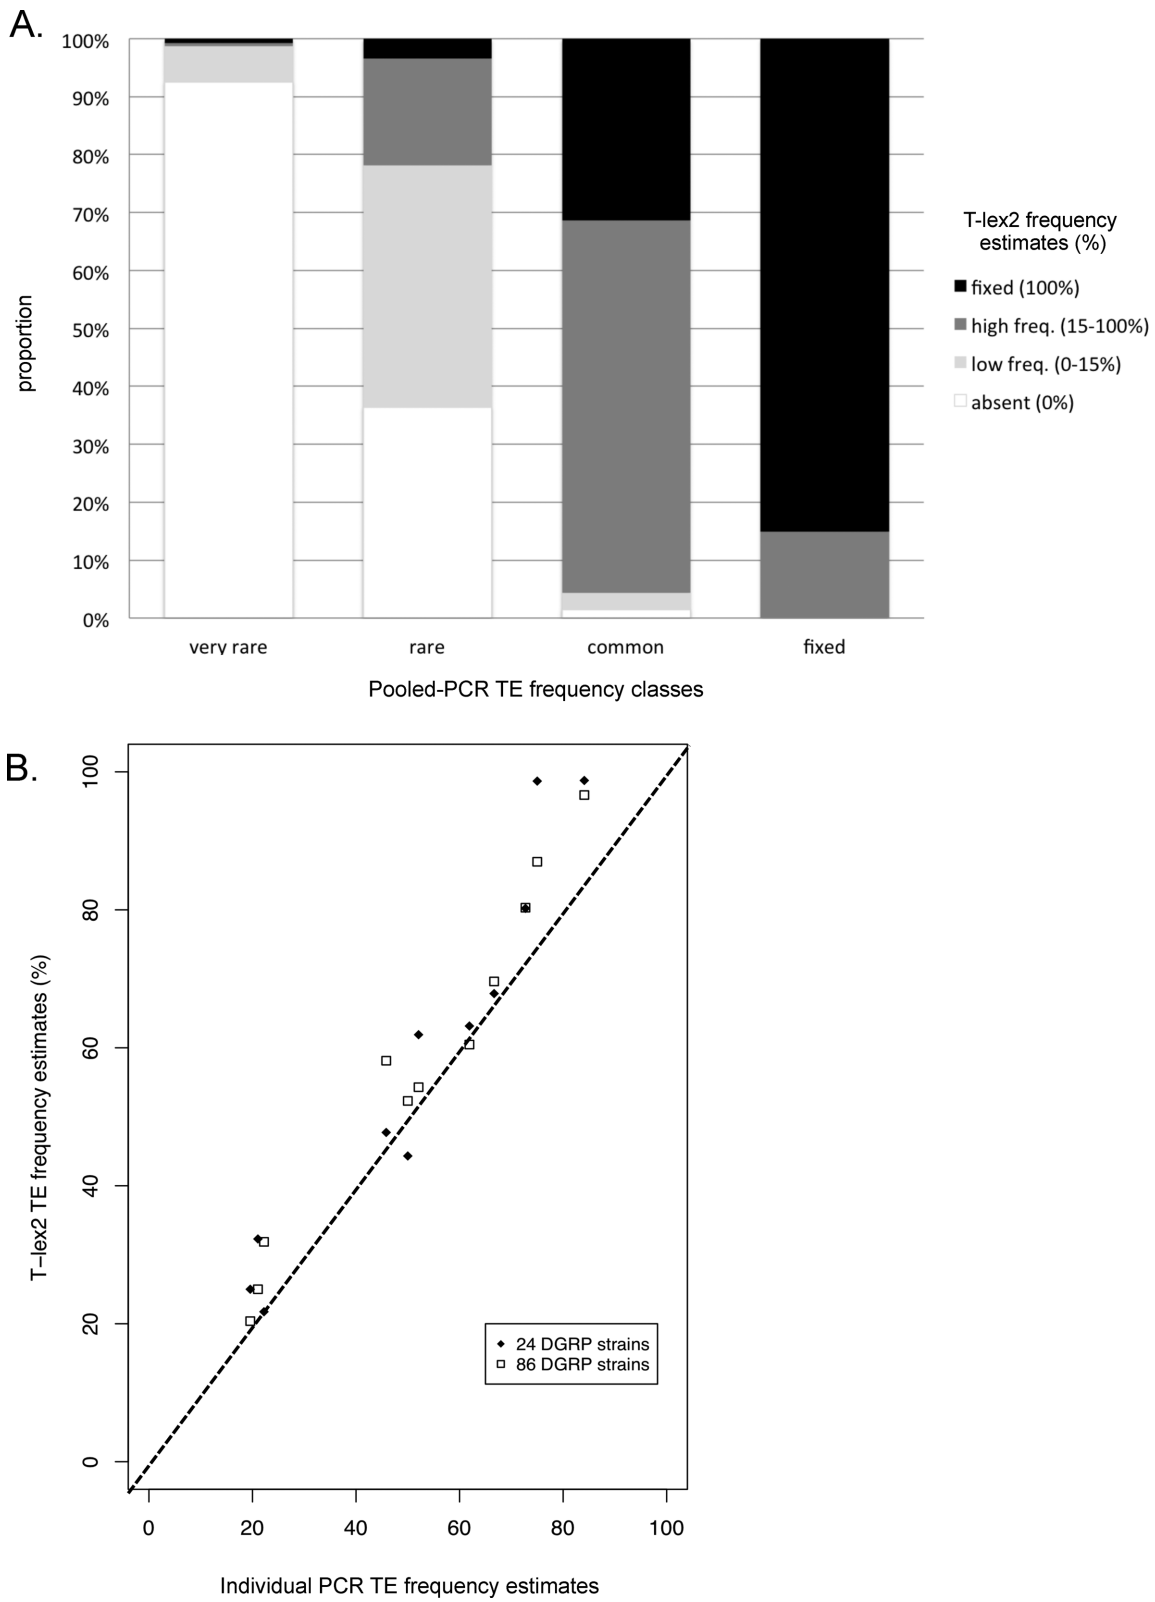 A.
100%
90%
80%
70%
60%
50%
40%
30%
20%
10%
0%
proportion
very rare
rare
common
fixed
Pooled-PCR TE frequency classes
T-lex2 frequency
estimates (%)
fixed (100%)
high freq. (15-100%)
low freq. (0-15%)
absent (0%)
B.
100
80
60
40
20
0
T-lex2 TE frequency estimates (%)
24 DGRP strains
86 DGRP strains
0
20
40
60
80
100
Individual PCR TE frequency estimates